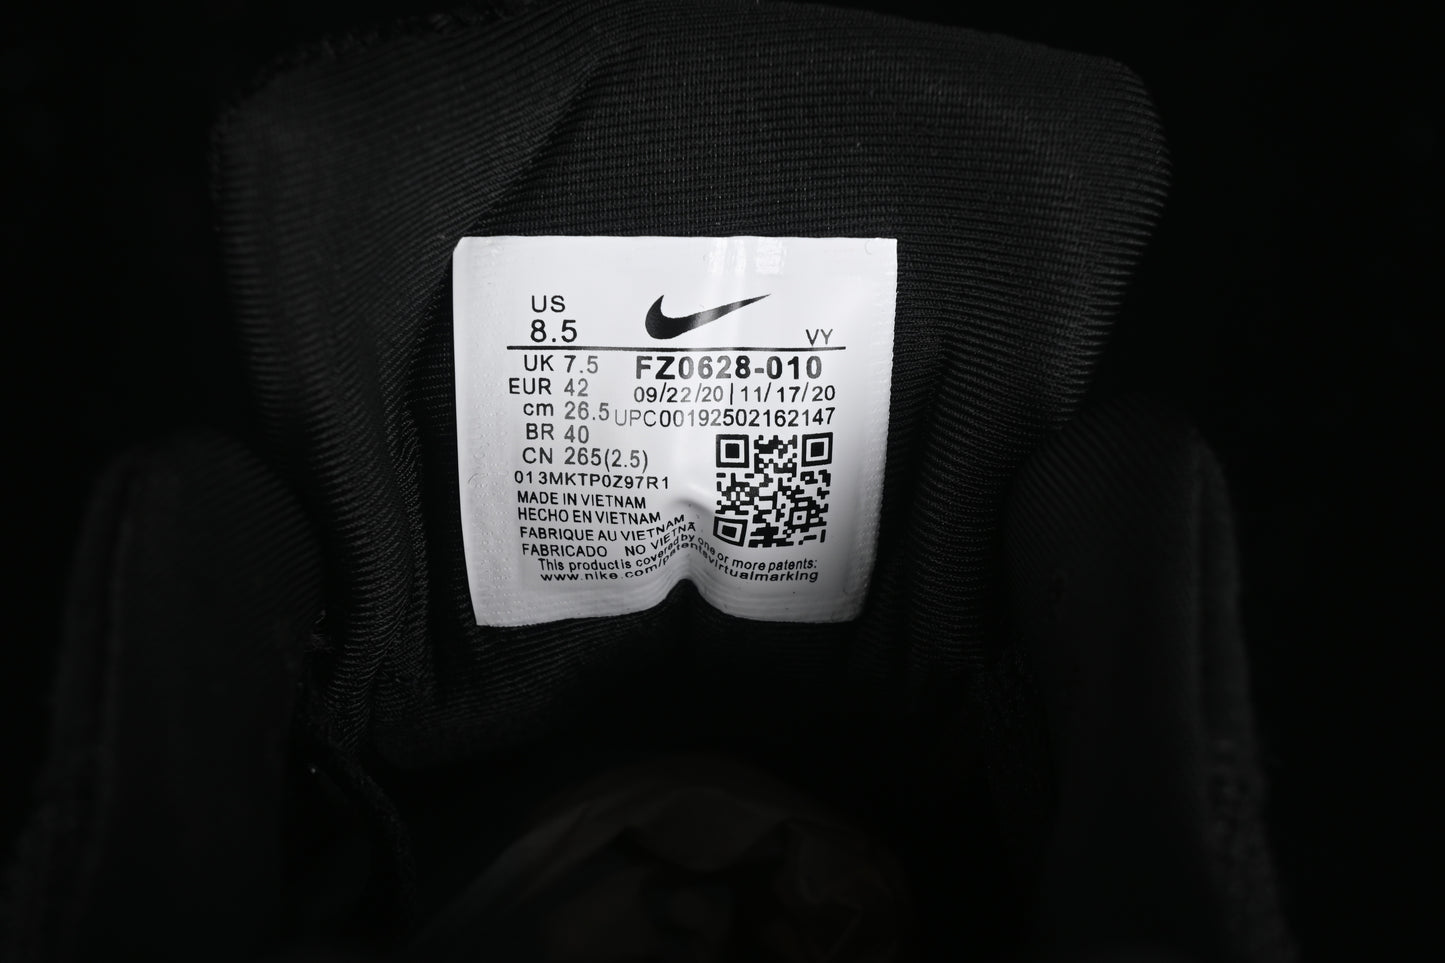 US
8.5
VY
UK 7.5
FZ0628-010
EUR 42
09/22/20|11/17/20
cm 26.5
UPC00192502162147
BR 40
CN 265(2.5)
013MKTP0Z97R1
MADE IN VIETNAM
HECHO EN VIETNAM
FABRIQUE AU VIETNAM
FABRICADO NO VIETNÃ
This product is covered by one or more patents:
www.nike.com/patentsvirtualmarking